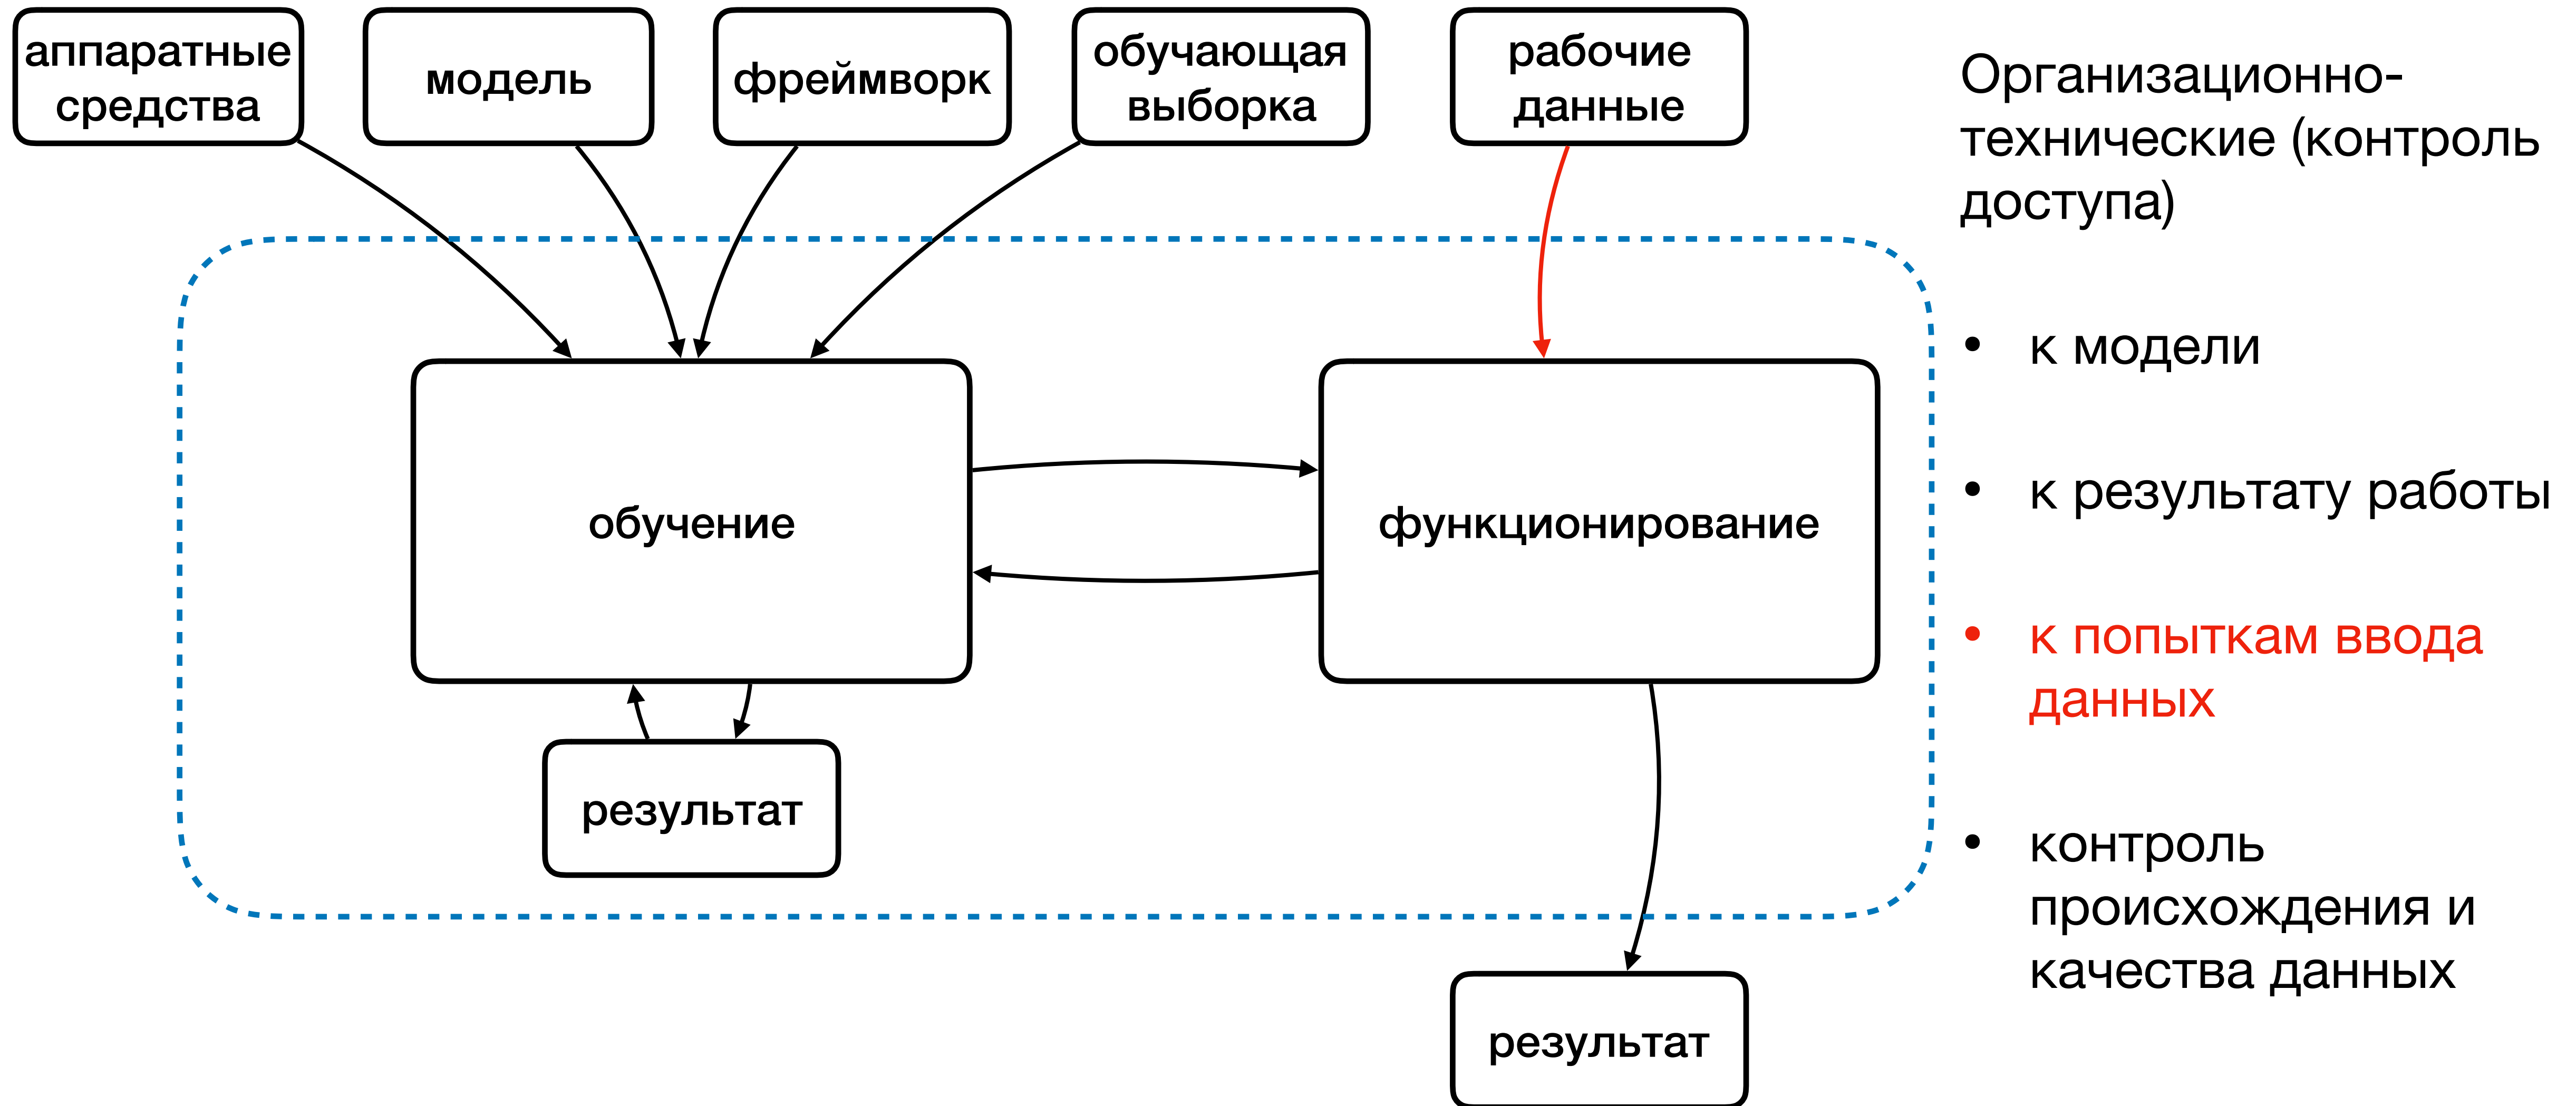 аппаратные
средства
модель
фреймворк
обучающая
выборка
рабочие
данные
Организационно-
технические (контроль
доступа)
• к модели
• к результату работы
• к попыткам ввода
данных
• контроль
происхождения и
качества данных
обучение
функционирование
результат
результат